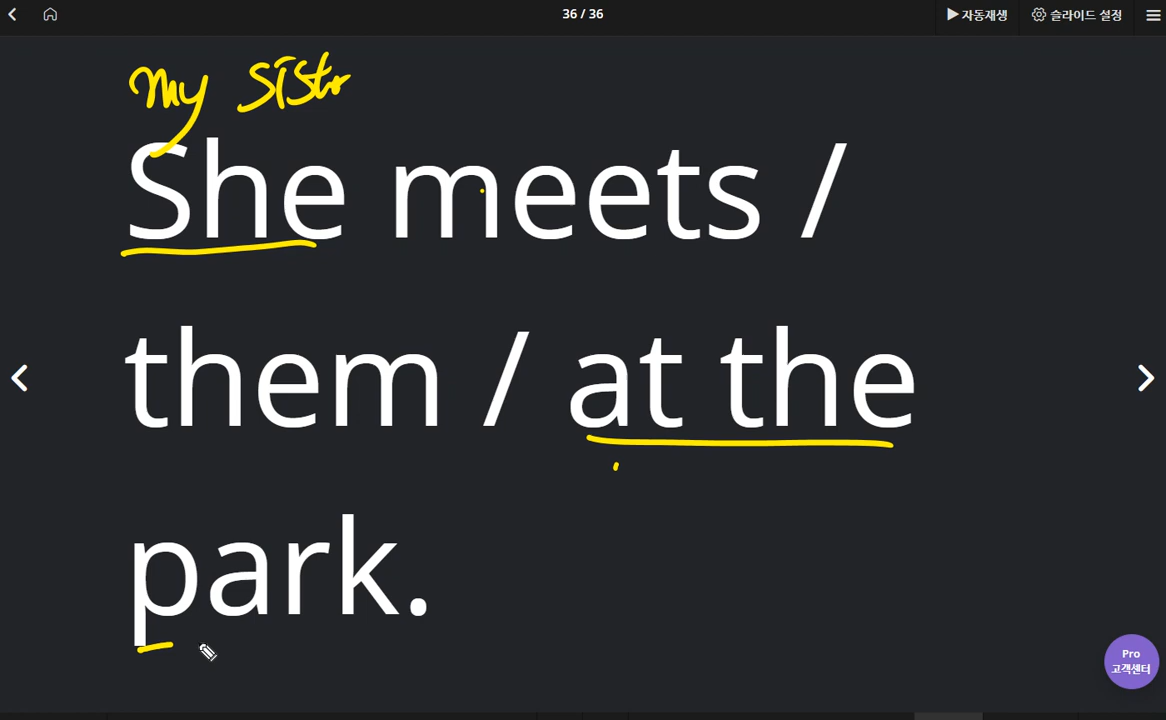 36 / 36
▶ 자동재생
슬라이드 설정
my sister
She meets /
them / at the
park.
Pro
고객센터